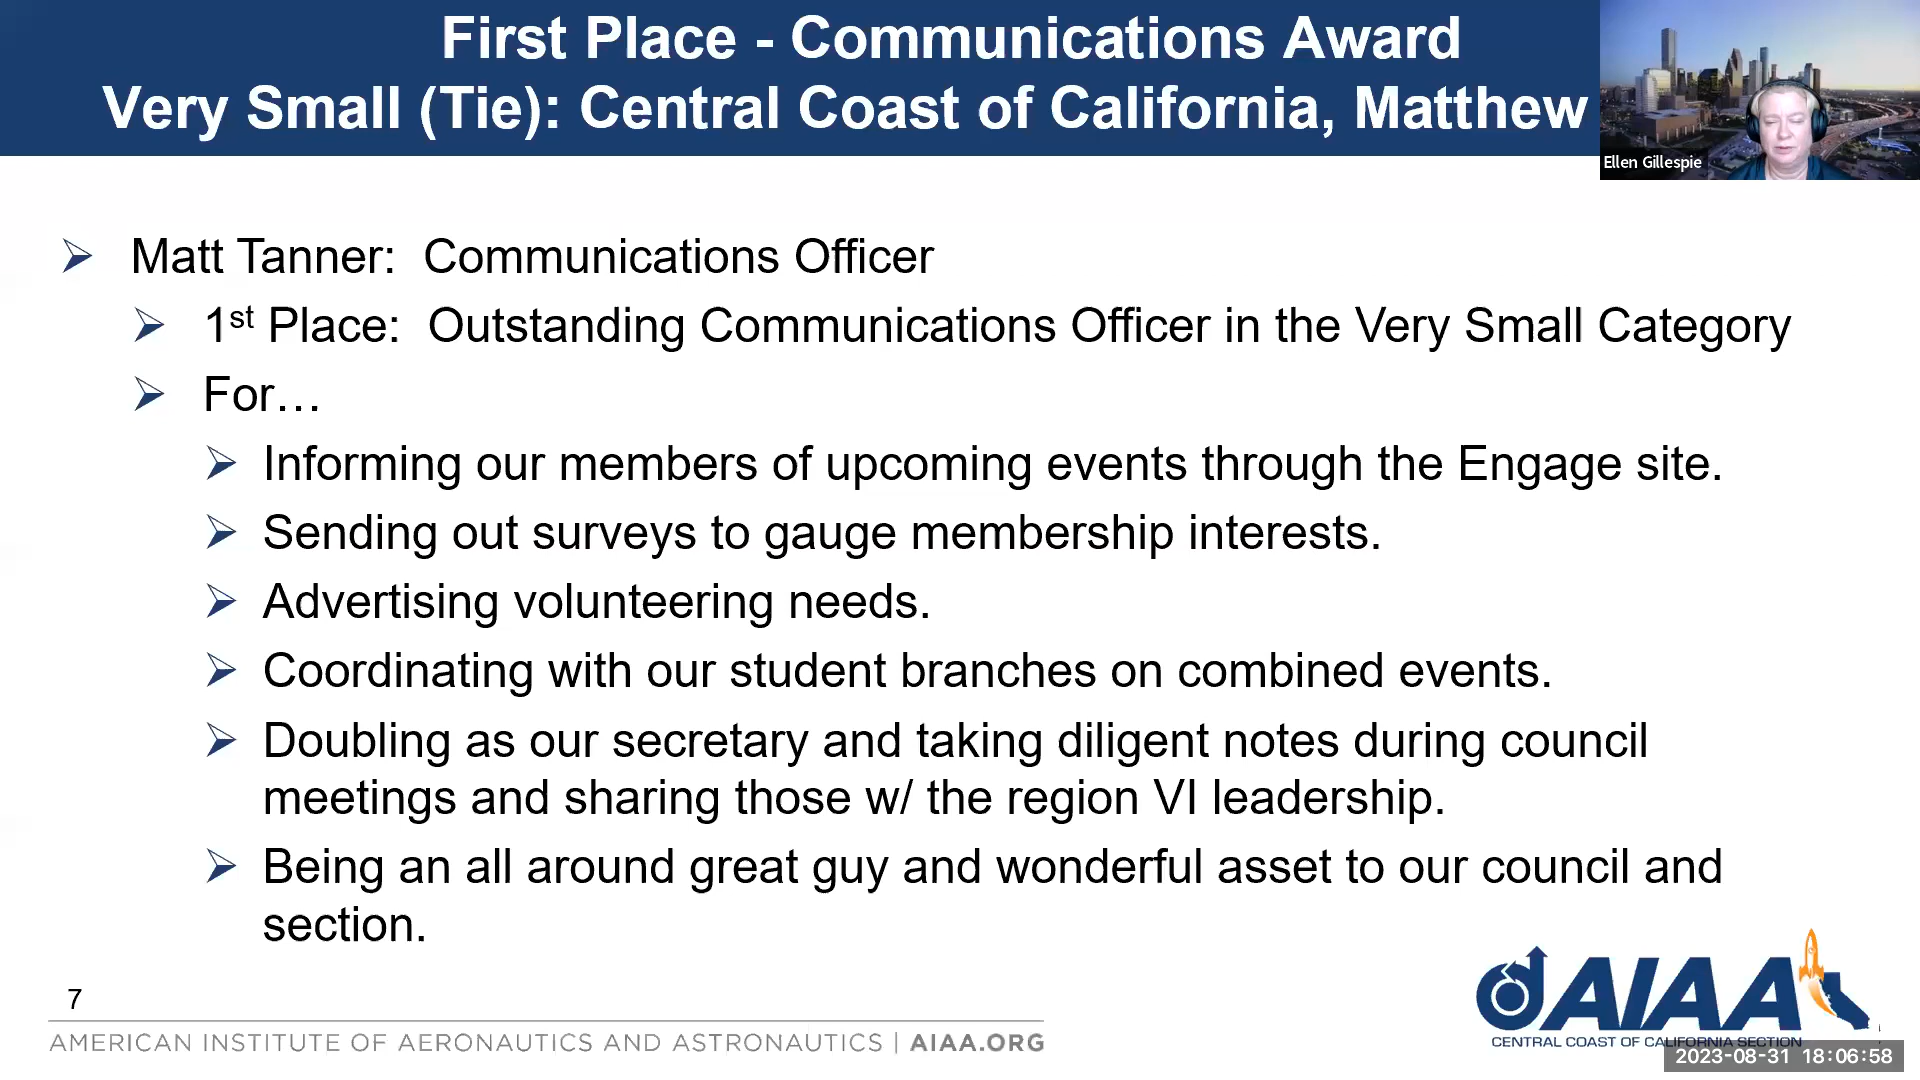 First Place - Communications Award
Very Small (Tie): Central Coast of California, Matthew
Ellen Gillespie
Matt Tanner: Communications Officer
1st Place: Outstanding Communications Officer in the Very Small Category
For…
Informing our members of upcoming events through the Engage site.
Sending out surveys to gauge membership interests.
Advertising volunteering needs.
Coordinating with our student branches on combined events.
Doubling as our secretary and taking diligent notes during council
meetings and sharing those w/ the region VI leadership.
Being an all around great guy and wonderful asset to our council and
section.
7
AMERICAN INSTITUTE OF AERONAUTICS AND ASTRONAUTICS | AIAA.ORG
AIAA
CENTRAL COAST OF CALIFORNIA SECTION
2023-08-31 18:06:58